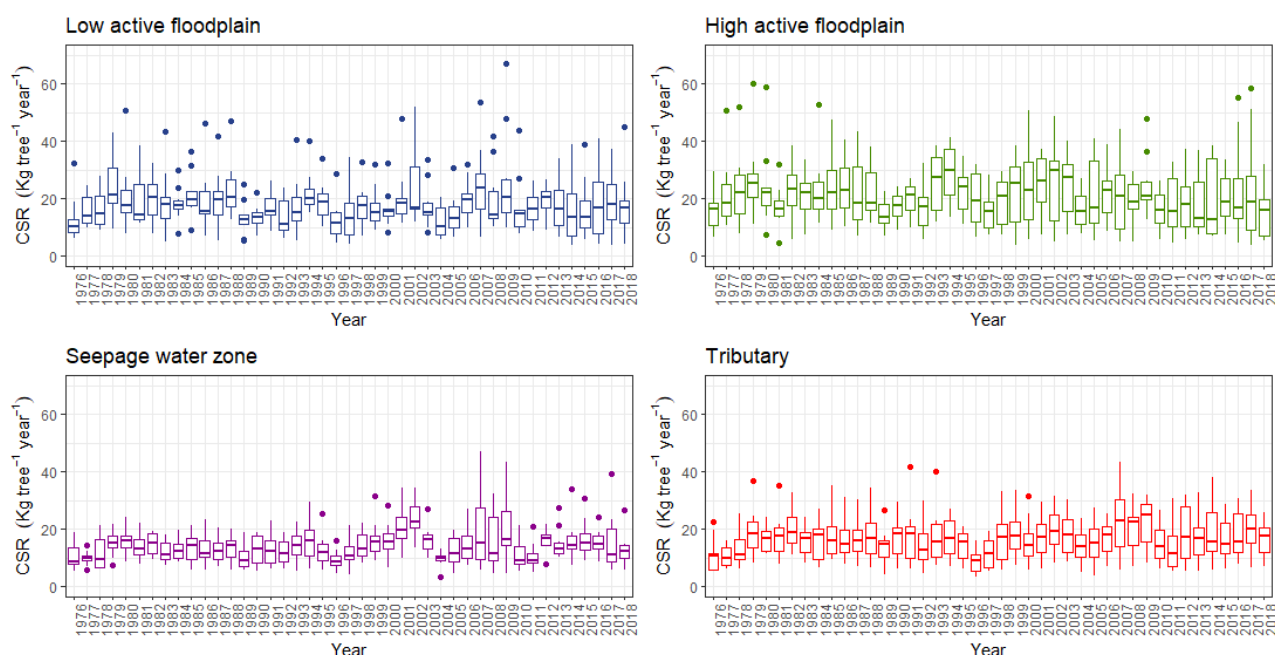 Low active floodplain
CSR (Kg tree⁻¹ year⁻¹)
60
40
20
0
1976 1977 1978 1979 1980 1981 1982 1983 1984 1985 1986 1987 1988 1989 1990 1991 1992 1993 1994 1995 1996 1997 1998 1999 2000 2001 2002 2003 2004 2005 2006 2007 2008 2009 2010 2011 2012 2013 2014 2015 2016 2017 2018
Year
High active floodplain
CSR (Kg tree⁻¹ year⁻¹)
60
40
20
0
1976 1977 1978 1979 1980 1981 1982 1983 1984 1985 1986 1987 1988 1989 1990 1991 1992 1993 1994 1995 1996 1997 1998 1999 2000 2001 2002 2003 2004 2005 2006 2007 2008 2009 2010 2011 2012 2013 2014 2015 2016 2017 2018
Year
Seepage water zone
CSR (Kg tree⁻¹ year⁻¹)
60
40
20
0
1976 1977 1978 1979 1980 1981 1982 1983 1984 1985 1986 1987 1988 1989 1990 1991 1992 1993 1994 1995 1996 1997 1998 1999 2000 2001 2002 2003 2004 2005 2006 2007 2008 2009 2010 2011 2012 2013 2014 2015 2016 2017 2018
Year
Tributary
CSR (Kg tree⁻¹ year⁻¹)
60
40
20
0
1976 1977 1978 1979 1980 1981 1982 1983 1984 1985 1986 1987 1988 1989 1990 1991 1992 1993 1994 1995 1996 1997 1998 1999 2000 2001 2002 2003 2004 2005 2006 2007 2008 2009 2010 2011 2012 2013 2014 2015 2016 2017 2018
Year